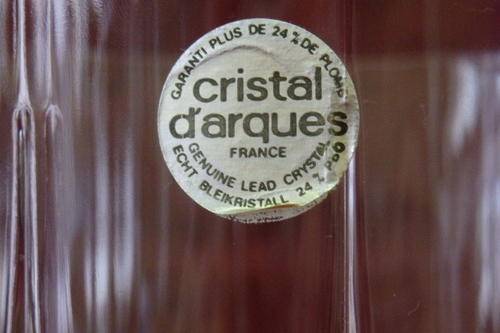 GARANTI PLUS DE 24 % DE PLOMB
cristal
d'arques
FRANCE
GENUINE LEAD CRYSTAL
ECHT BLEIKRISTALL 24 % PBO